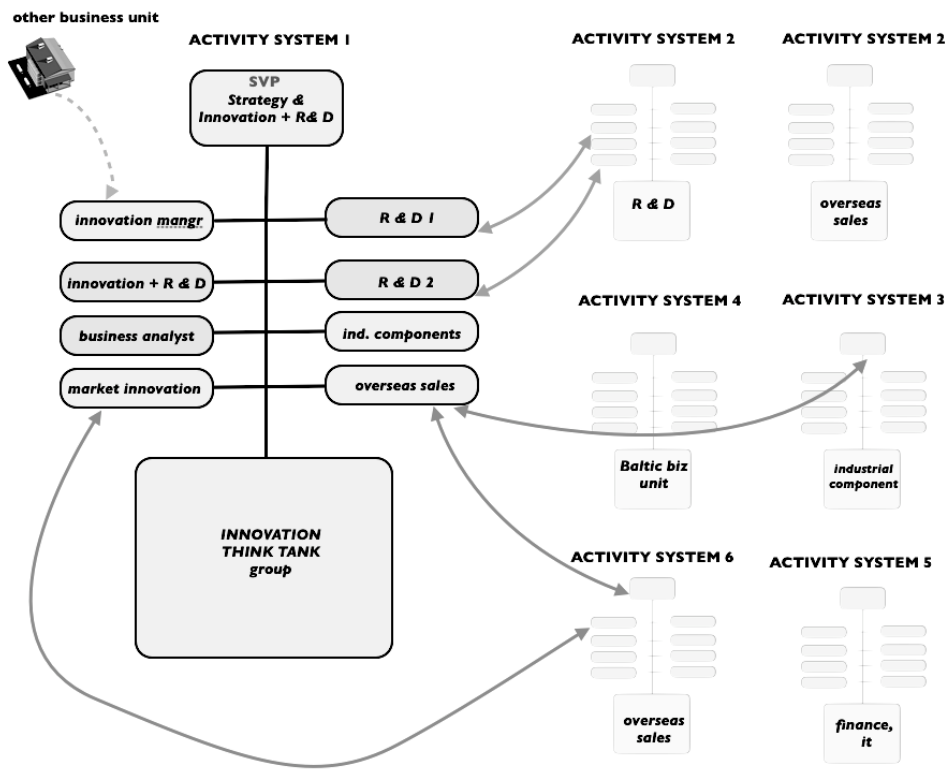 other business unit
ACTIVITY SYSTEM 1
SVP
Strategy &
Innovation + R& D
innovation mangr
R & D 1
innovation + R & D
R & D 2
business analyst
ind. components
market innovation
overseas sales
INNOVATION
THINK TANK
group
ACTIVITY SYSTEM 2
R & D
ACTIVITY SYSTEM 2
overseas
sales
ACTIVITY SYSTEM 4
Baltic biz
unit
ACTIVITY SYSTEM 3
industrial
component
ACTIVITY SYSTEM 6
overseas
sales
ACTIVITY SYSTEM 5
finance,
it